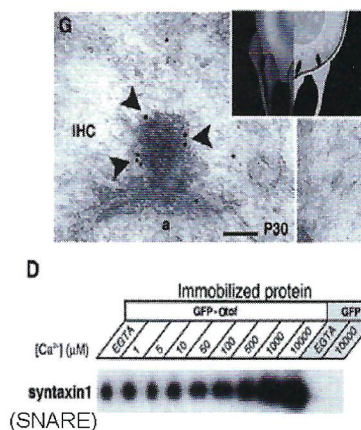 G
IHC
a
P30
D
Immobilized protein
GFP-Otof GFP
[Ca²⁺] (µM) EGTA 1 5 10 50 100 500 1000 10000 EGTA 10000
syntaxin1
(SNARE)